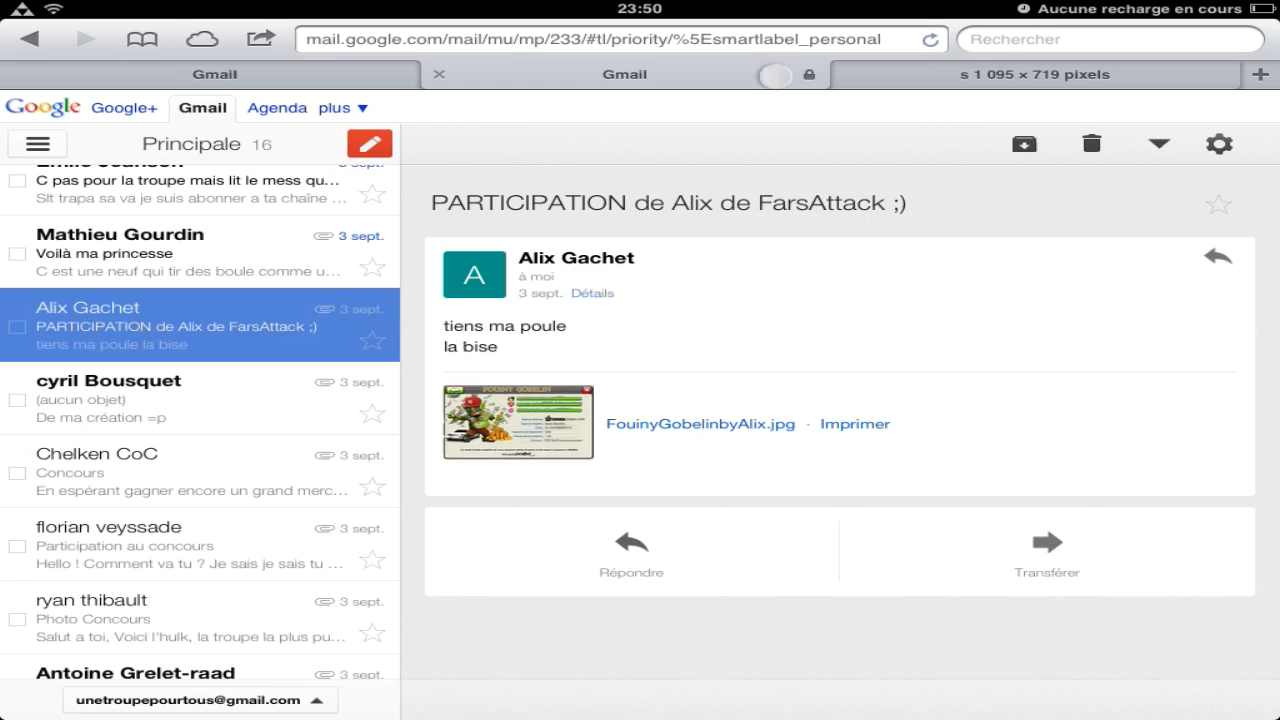 23:50
Aucune recharge en cours
mail.google.com/mail/mu/mp/233/#tl/priority/%5Esmartlabel_personal
Rechercher
Gmail
Gmail
s 1 095 × 719 pixels
Google Google+ Gmail Agenda plus
Principale 16
C pas pour la troupe mais lit le mess qu...
Slt trapa sa va je suis abonner a ta chaîne ...
Mathieu Gourdin 3 sept.
Voilà ma princesse
C est une neuf qui tir des boule comme u...
Alix Gachet 3 sept.
PARTICIPATION de Alix de FarsAttack ;)
tiens ma poule la bise
cyril Bousquet 3 sept.
(aucun objet)
De ma création =p
Chelken CoC 3 sept.
Concours
En espérant gagner encore un grand merc...
florian veyssade 3 sept.
Participation au concours
Hello ! Comment va tu ? Je sais je sais tu ...
ryan thibault 3 sept.
Photo Concours
Salut a toi, Voici l'hulk, la troupe la plus pu...
Antoine Grelet-raad 3 sept.
unetroupepourtous@gmail.com
PARTICIPATION de Alix de FarsAttack ;)
A
Alix Gachet
à moi
3 sept. Détails
tiens ma poule
la bise
FOUINY GOBELIN
FouinyGobelinbyAlix.jpg · Imprimer
Répondre
Transférer